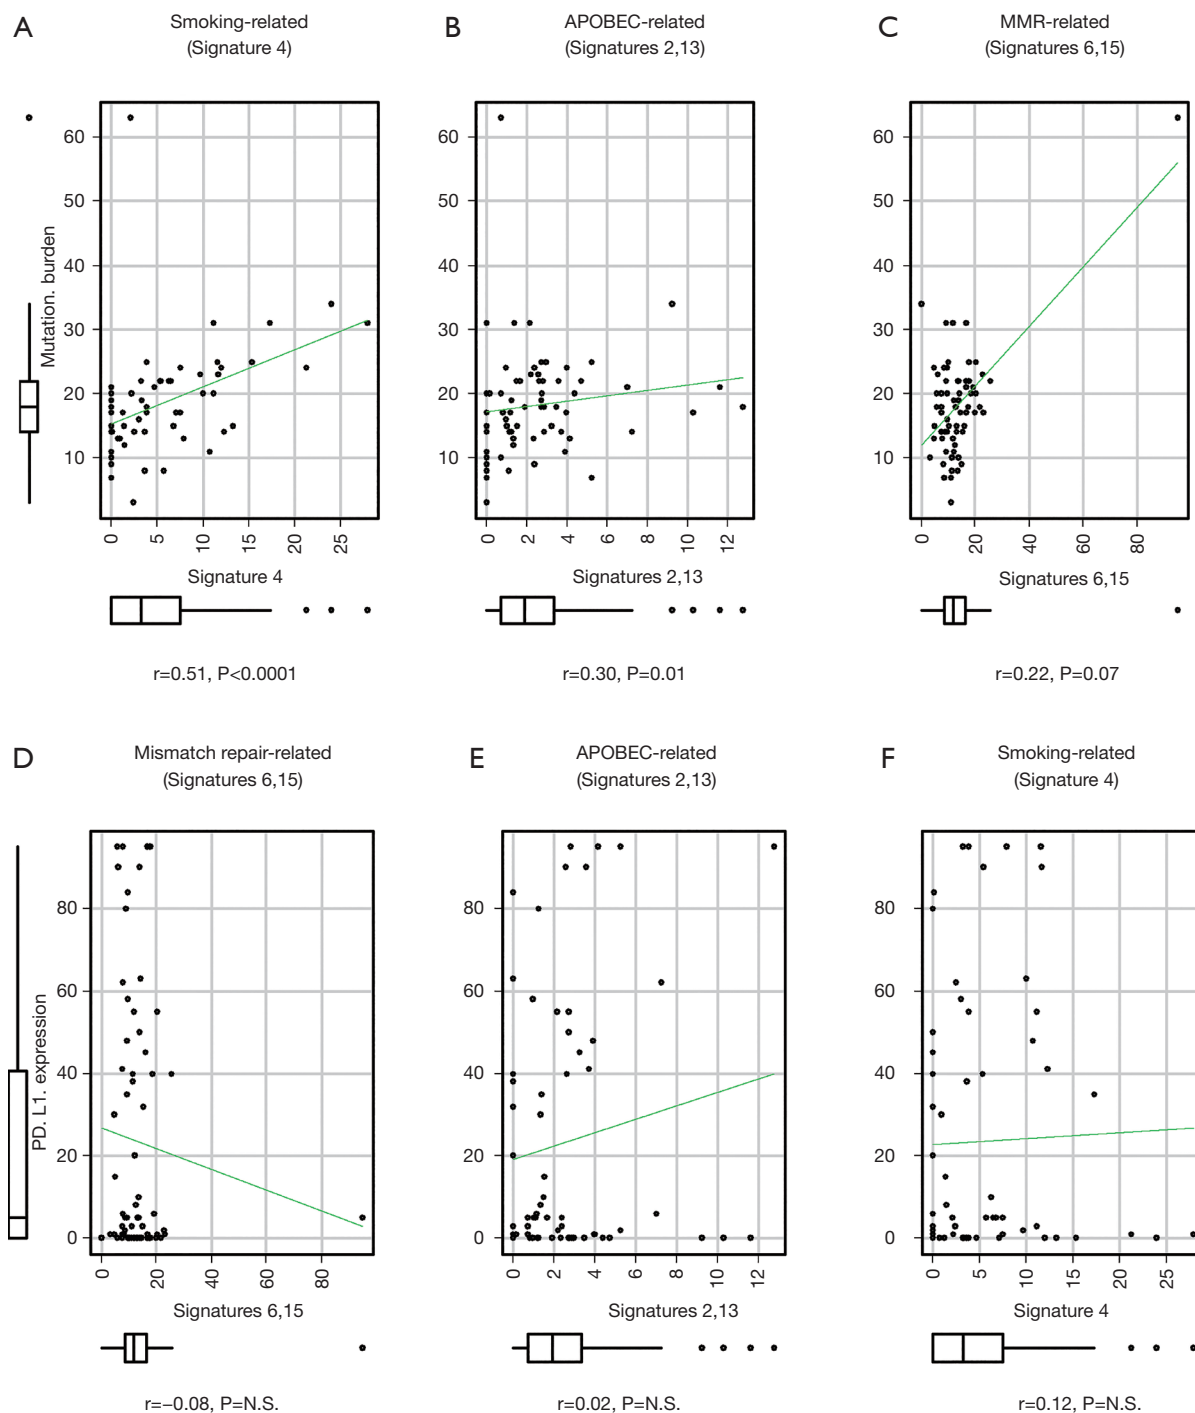 A
Smoking-related
(Signature 4)
B
APOBEC-related
(Signatures 2,13)
C
MMR-related
(Signatures 6,15)
Mutation. burden
60
50
40
30
20
10
0 5 10 15 20 25
Signature 4
r=0.51, P<0.0001
60
50
40
30
20
10
0 2 4 6 8 10 12
Signatures 2,13
r=0.30, P=0.01
60
50
40
30
20
10
0 20 40 60 80
Signatures 6,15
r=0.22, P=0.07
D
Mismatch repair-related
(Signatures 6,15)
E
APOBEC-related
(Signatures 2,13)
F
Smoking-related
(Signature 4)
PD. L1. expression
80
60
40
20
0
0 20 40 60 80
Signatures 6,15
r=−0.08, P=N.S.
80
60
40
20
0
0 2 4 6 8 10 12
Signatures 2,13
r=0.02, P=N.S.
80
60
40
20
0
0 5 10 15 20 25
Signature 4
r=0.12, P=N.S.